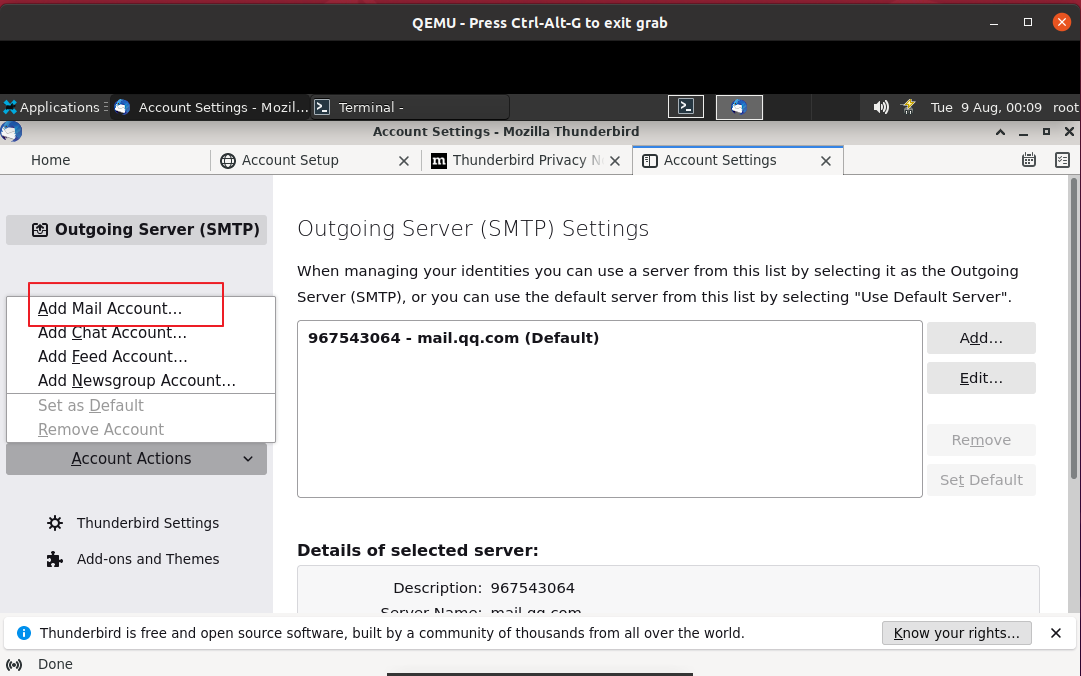 QEMU - Press Ctrl-Alt-G to exit grab
Applications
Account Settings - Mozil...
Terminal -
Tue 9 Aug, 00:09 root
Account Settings - Mozilla Thunderbird
Home
Account Setup
Thunderbird Privacy
Account Settings
Outgoing Server (SMTP)
Add Mail Account...
Add Chat Account...
Add Feed Account...
Add Newsgroup Account...
Set as Default
Remove Account
Account Actions
Thunderbird Settings
Add-ons and Themes
Outgoing Server (SMTP) Settings
When managing your identities you can use a server from this list by selecting it as the Outgoing
Server (SMTP), or you can use the default server from this list by selecting "Use Default Server".
967543064 - mail.qq.com (Default)
Add...
Edit...
Remove
Set Default
Details of selected server:
Description: 967543064
Server Name: mail.qq.com
Thunderbird is free and open source software, built by a community of thousands from all over the world.
Know your rights...
Done